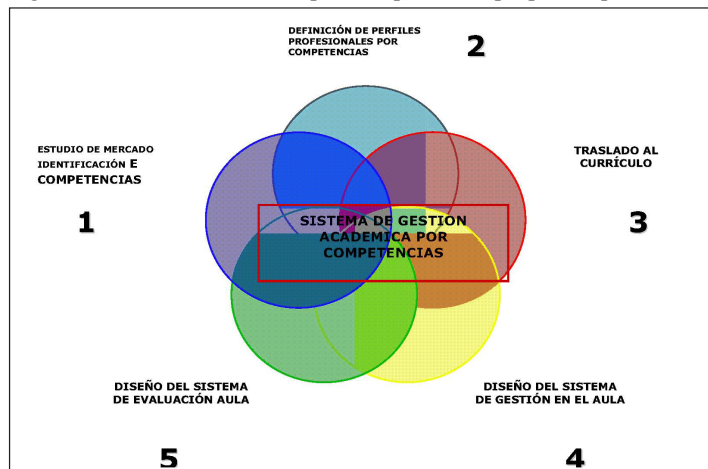 DEFINICIÓN DE PERFILES
PROFESIONALES POR
COMPETENCIAS
2
ESTUDIO DE MERCADO
IDENTIFICACIÓN E
COMPETENCIAS
1
TRASLADO AL
CURRÍCULO
3
SISTEMA DE GESTION
ACADEMICA POR
COMPETENCIAS
DISEÑO DEL SISTEMA
DE EVALUACIÓN AULA
5
DISEÑO DEL SISTEMA
DE GESTIÓN EN EL AULA
4